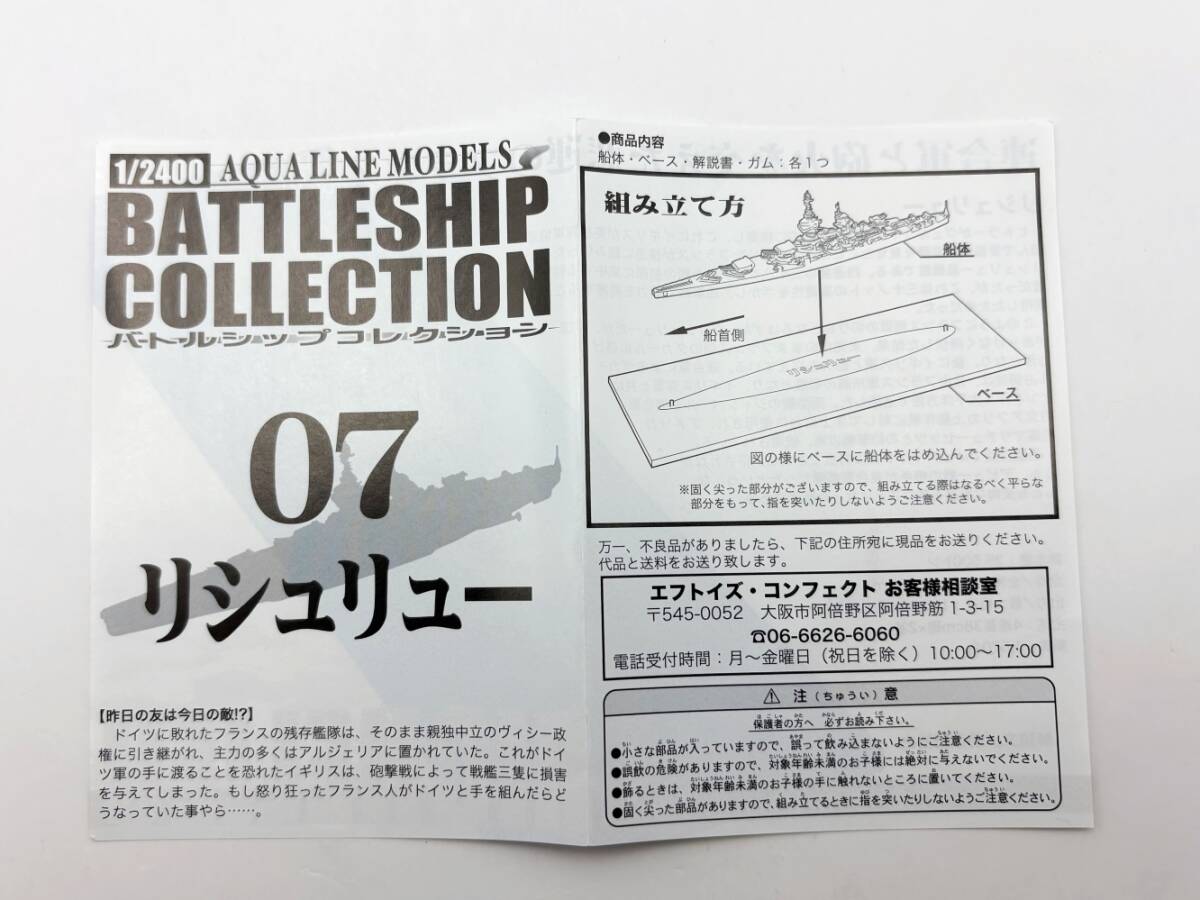 1/2400 AQUA LINE MODELS
BATTLESHIP
COLLECTION
バトルシップコレクション
07
リシュリュー
【昨日の友は今日の敵!?】
ドイツに敗れたフランスの残存艦隊は、そのまま親独中立のヴィシー政
権に引き継がれ、主力の多くはアルジェリアに置かれていた。これがドイ
ツ軍の手に渡ることを恐れたイギリスは、砲撃戦によって戦艦三隻に損害
を与えてしまった。もし怒り狂ったフランス人がドイツと手を組んだらど
うなっていた事やら……。
●商品内容
船体・ベース・解説書・ガム：各1つ
組み立て方
船体
船首側
リシュリュー
ベース
図の様にベースに船体をはめ込んでください。
※固く尖った部分がございますので、組み立てる際はなるべく平らな
部分をもって、指を突いたりしないようご注意ください。
万一、不良品がありましたら、下記の住所宛に現品をお送りください。
代品と送料をお送り致します。
エフトイズ・コンフェクト お客様相談室
〒545-0052 大阪市阿倍野区阿倍野筋 1-3-15
☎06-6626-6060
電話受付時間：月～金曜日（祝日を除く）10:00～17:00
⚠ 注（ちゅうい）意
保護者の方へ 必ずお読み下さい。
●小さな部品が入っていますので、誤って飲み込まないようにご注意ください。
●誤飲の危険がありますので、対象年齢未満のお子様には絶対に与えないでください。
●飾るときは、対象年齢未満のお子様の手に触れないところに置いてください。
●固く尖った部品がありますので、組み立てるときに指を突いたりしないようご注意ください。